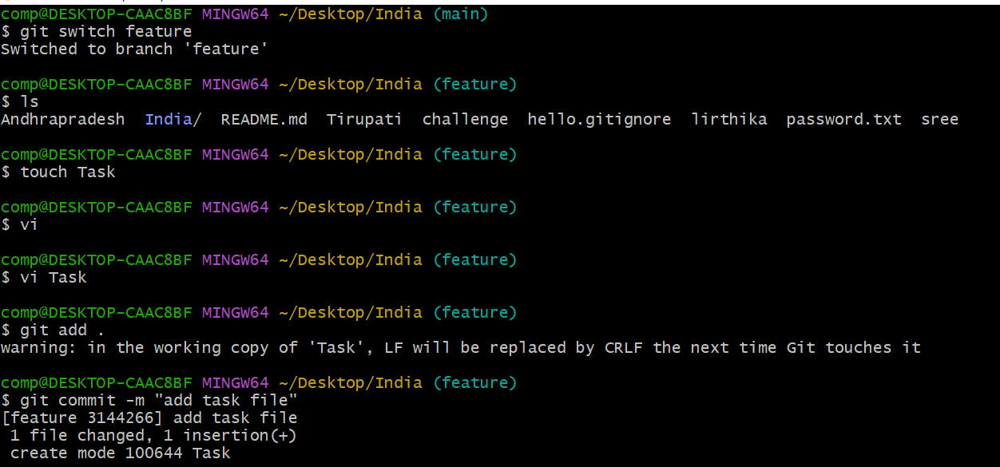 comp@DESKTOP-CAAC8BF MINGW64 ~/Desktop/India (main)
$ git switch feature
Switched to branch 'feature'
comp@DESKTOP-CAAC8BF MINGW64 ~/Desktop/India (feature)
$ ls
Andhrapradesh  India/  README.md  Tirupati  challenge  hello.gitignore  lirthika  password.txt  sree
comp@DESKTOP-CAAC8BF MINGW64 ~/Desktop/India (feature)
$ touch Task
comp@DESKTOP-CAAC8BF MINGW64 ~/Desktop/India (feature)
$ vi
comp@DESKTOP-CAAC8BF MINGW64 ~/Desktop/India (feature)
$ vi Task
comp@DESKTOP-CAAC8BF MINGW64 ~/Desktop/India (feature)
$ git add .
warning: in the working copy of 'Task', LF will be replaced by CRLF the next time Git touches it
comp@DESKTOP-CAAC8BF MINGW64 ~/Desktop/India (feature)
$ git commit -m "add task file"
[feature 3144266] add task file
 1 file changed, 1 insertion(+)
 create mode 100644 Task